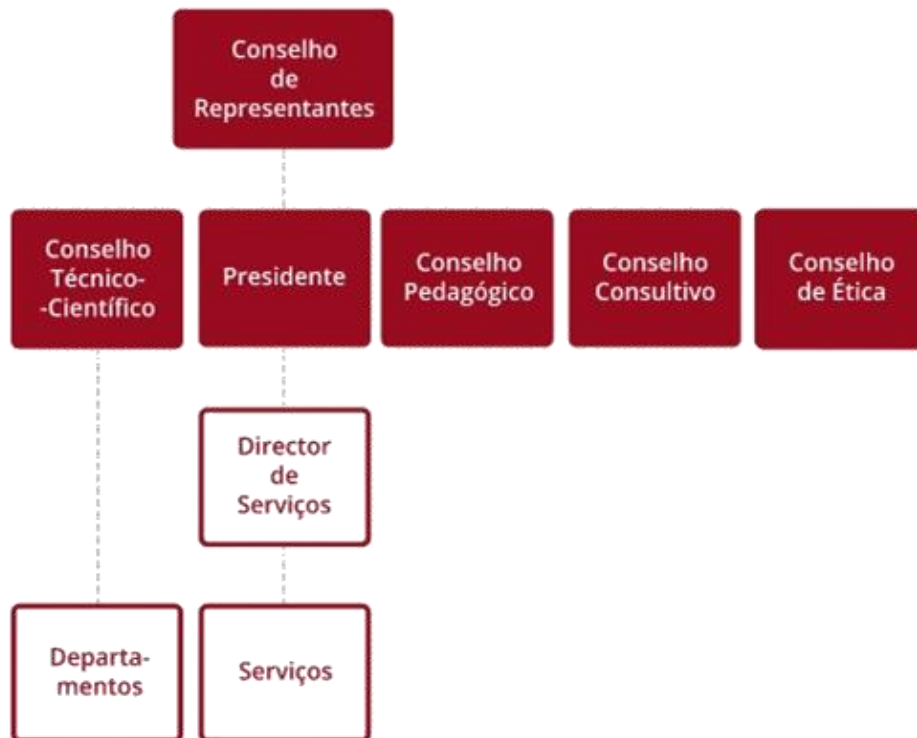 Conselho
de
Representantes
Conselho
Técnico-
-Científico
Presidente
Conselho
Pedagógico
Conselho
Consultivo
Conselho
de Ética
Director
de
Serviços
Departa-
mentos
Serviços